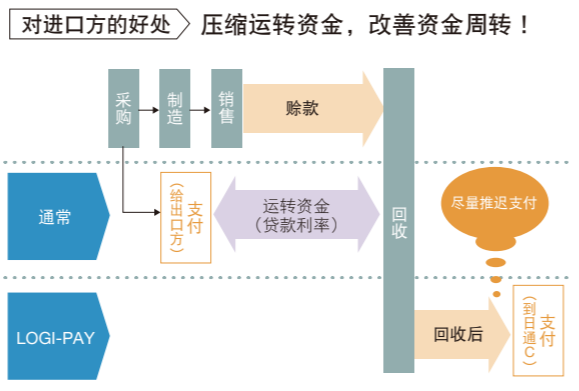 对进口方的好处
压缩运转资金，改善资金周转！
采购
制造
销售
赊款
回收
通常
支付
（给出口方）
运转资金
（贷款利率）
尽量推迟支付
LOGI-PAY
回收后
支付
（到日通C）